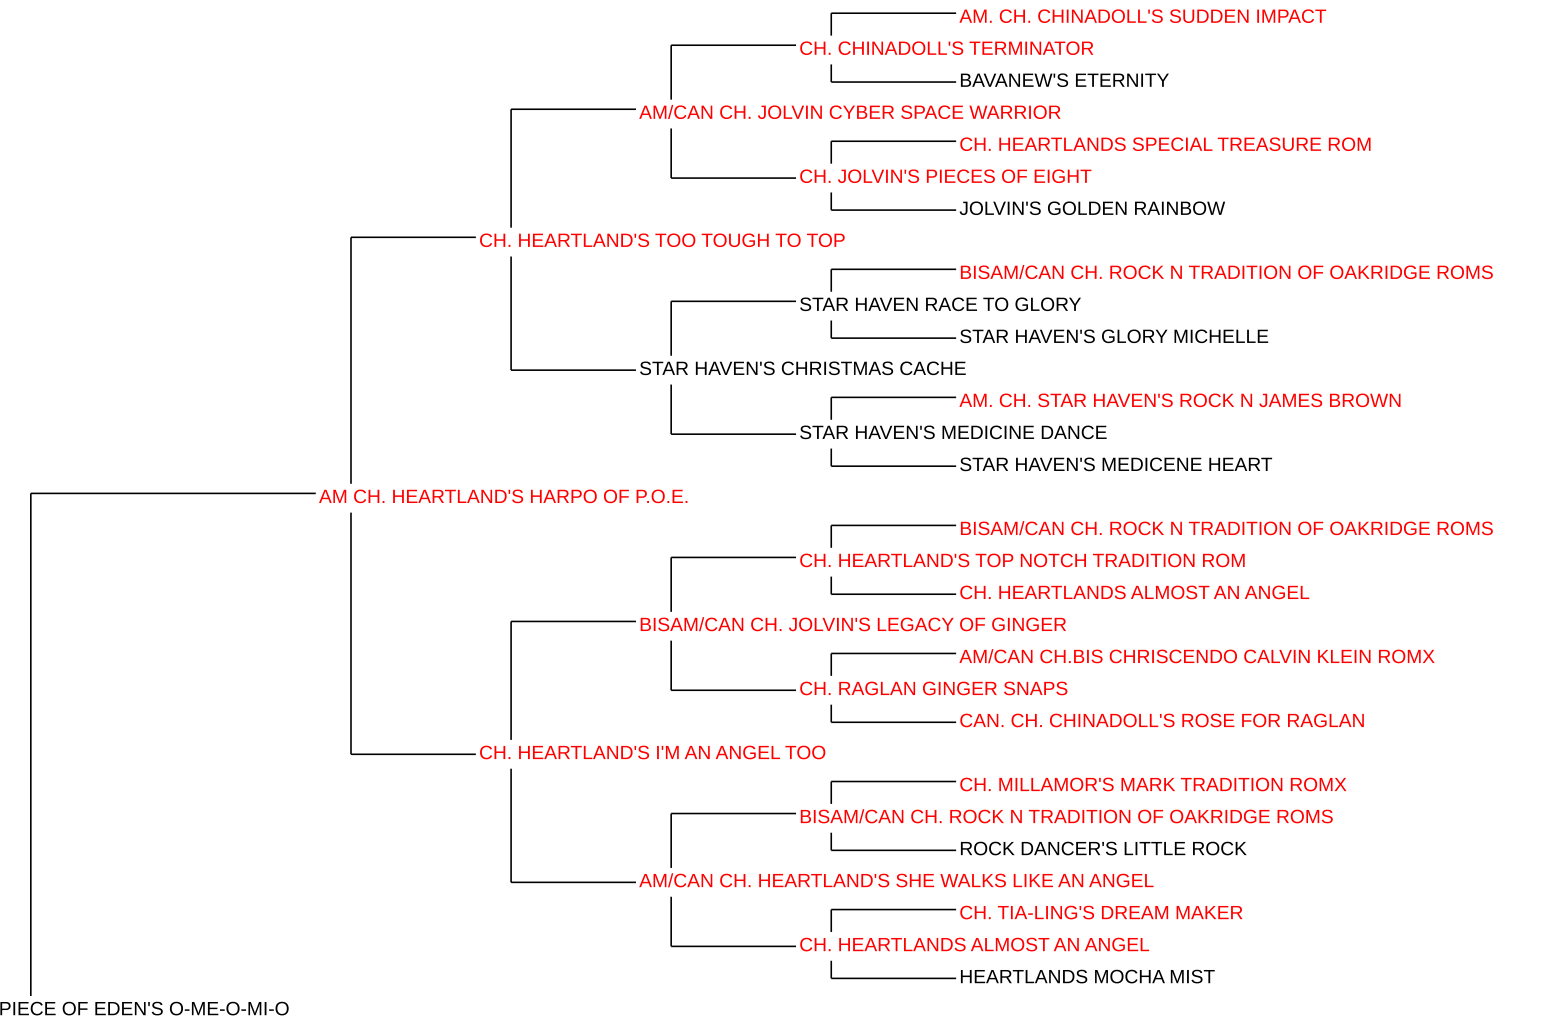 AM. CH. CHINADOLL'S SUDDEN IMPACT
CH. CHINADOLL'S TERMINATOR
BAVANEW'S ETERNITY
AM/CAN CH. JOLVIN CYBER SPACE WARRIOR
CH. HEARTLANDS SPECIAL TREASURE ROM
CH. JOLVIN'S PIECES OF EIGHT
JOLVIN'S GOLDEN RAINBOW
CH. HEARTLAND'S TOO TOUGH TO TOP
BISAM/CAN CH. ROCK N TRADITION OF OAKRIDGE ROMS
STAR HAVEN RACE TO GLORY
STAR HAVEN'S GLORY MICHELLE
STAR HAVEN'S CHRISTMAS CACHE
AM. CH. STAR HAVEN'S ROCK N JAMES BROWN
STAR HAVEN'S MEDICINE DANCE
STAR HAVEN'S MEDICENE HEART
AM CH. HEARTLAND'S HARPO OF P.O.E.
BISAM/CAN CH. ROCK N TRADITION OF OAKRIDGE ROMS
CH. HEARTLAND'S TOP NOTCH TRADITION ROM
CH. HEARTLANDS ALMOST AN ANGEL
BISAM/CAN CH. JOLVIN'S LEGACY OF GINGER
AM/CAN CH.BIS CHRISCENDO CALVIN KLEIN ROMX
CH. RAGLAN GINGER SNAPS
CAN. CH. CHINADOLL'S ROSE FOR RAGLAN
CH. HEARTLAND'S I'M AN ANGEL TOO
CH. MILLAMOR'S MARK TRADITION ROMX
BISAM/CAN CH. ROCK N TRADITION OF OAKRIDGE ROMS
ROCK DANCER'S LITTLE ROCK
AM/CAN CH. HEARTLAND'S SHE WALKS LIKE AN ANGEL
CH. TIA-LING'S DREAM MAKER
CH. HEARTLANDS ALMOST AN ANGEL
HEARTLANDS MOCHA MIST
PIECE OF EDEN'S O-ME-O-MI-O